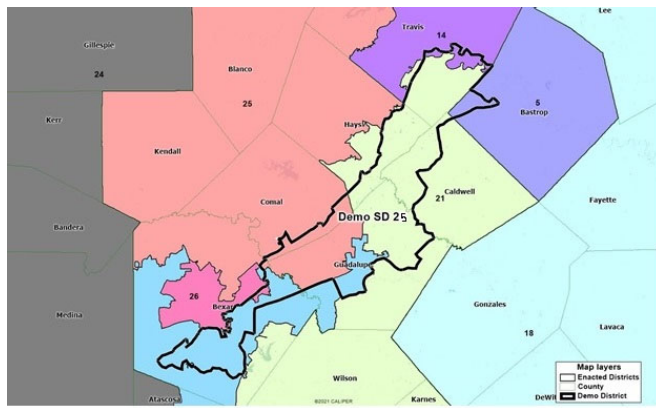 Lee
Travis
14
Gillespie
24
Blanco
25
5
Bastrop
Kerr
Hays
Kendall
Caldwell
21
Fayette
Comal
Demo SD 25
Bandera
Guadalupe
26
Bexar
Gonzales
Medina
18
Lavaca
Wilson
Atascosa
Karnes
©2021 CALIPER
Map layers
Enacted Districts
County
Demo District